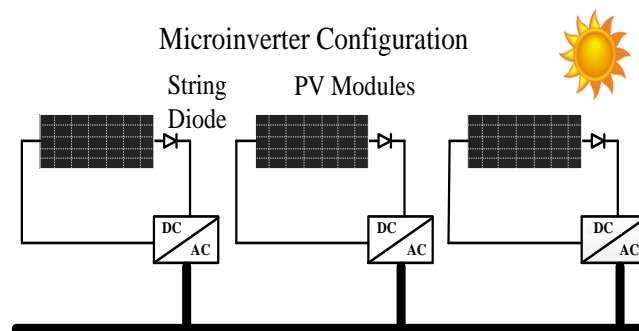 Microinverter Configuration
String
Diode
PV Modules
DC
AC
DC
AC
DC
AC